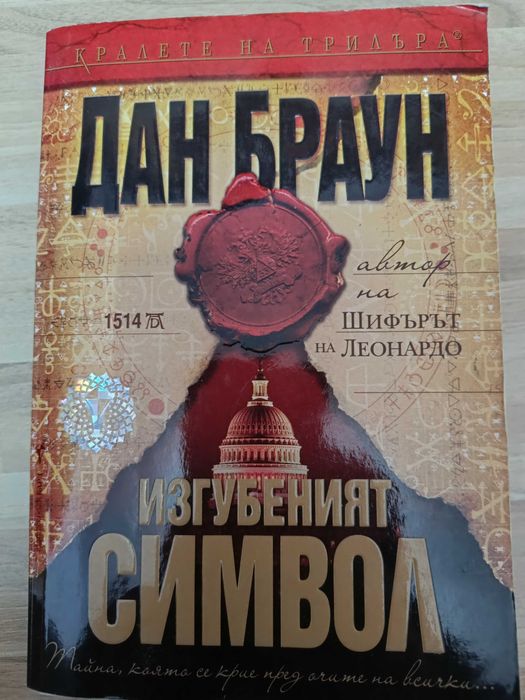 КРАЛЕТЕ НА ТРИЛЪРА®
ДАН БРАУН
автор
на
ШИФЪРЪТ
НА ЛЕОНАРДО
1514
ИЗГУБЕНИЯТ
СИМВОЛ
Тайна, която се крие пред очите на всички...